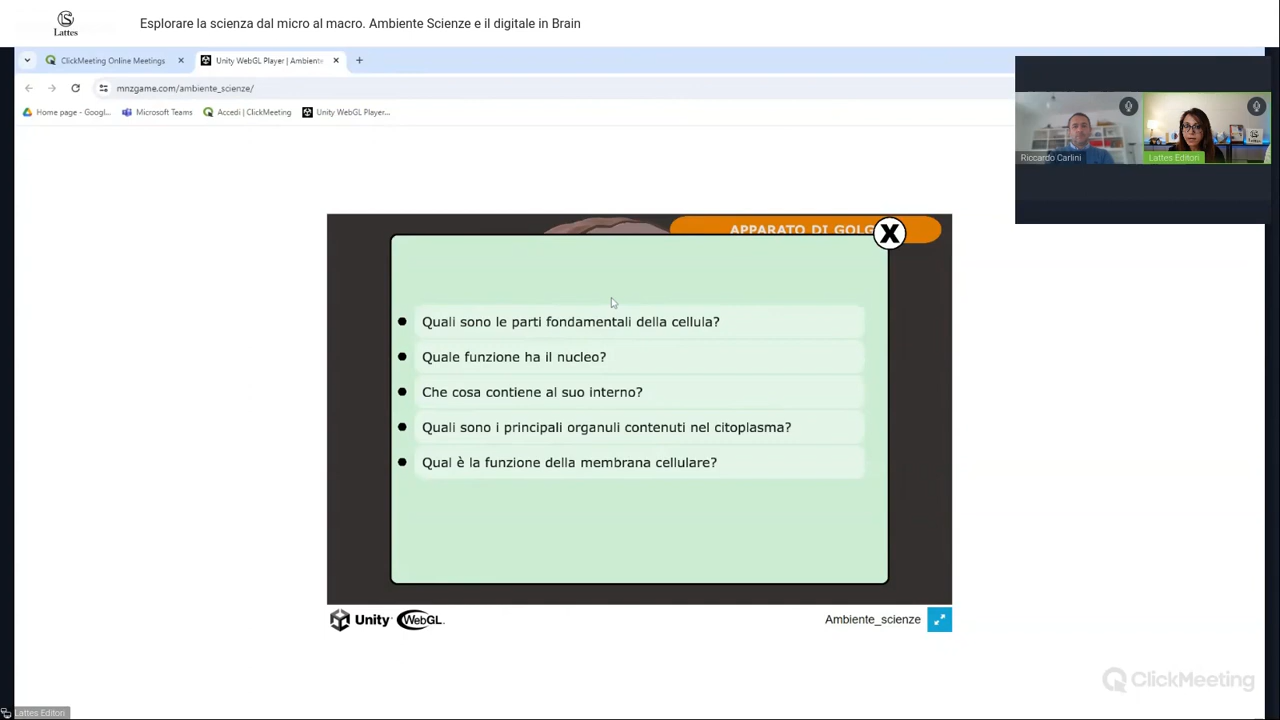 Lattes
Esplorare la scienza dal micro al macro. Ambiente Scienze e il digitale in Brain
ClickMeeting Online Meetings
Unity WebGL Player | Ambiente
mnzgame.com/ambiente_scienze/
Home page - Googl...
Microsoft Teams
Accedi | ClickMeeting
Unity WebGL Player...
Riccardo Carlini
Lattes Editori
APPARATO DI GOLG
X
Quali sono le parti fondamentali della cellula?
Quale funzione ha il nucleo?
Che cosa contiene al suo interno?
Quali sono i principali organuli contenuti nel citoplasma?
Qual è la funzione della membrana cellulare?
Unity
WebGL
Ambiente_scienze
ClickMeeting
Lattes Editori